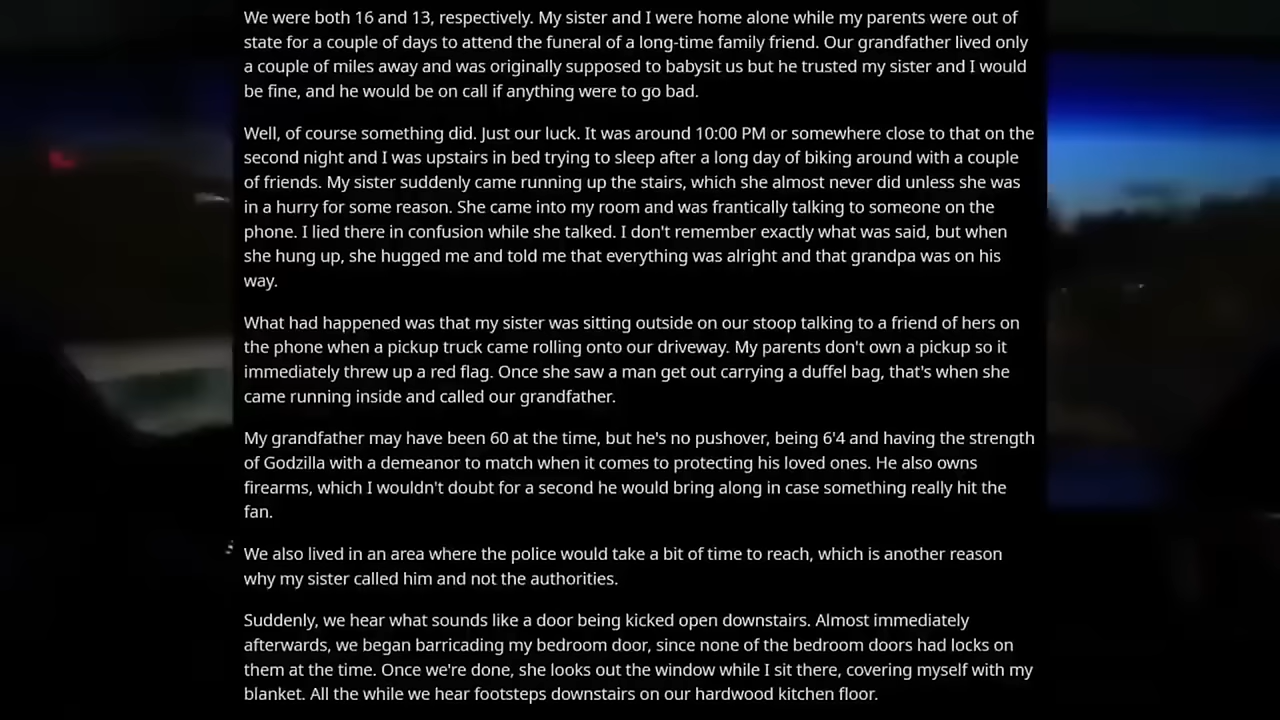 We were both 16 and 13, respectively. My sister and I were home alone while my parents were out of
state for a couple of days to attend the funeral of a long-time family friend. Our grandfather lived only
a couple of miles away and was originally supposed to babysit us but he trusted my sister and I would
be fine, and he would be on call if anything were to go bad.
Well, of course something did. Just our luck. It was around 10:00 PM or somewhere close to that on the
second night and I was upstairs in bed trying to sleep after a long day of biking around with a couple
of friends. My sister suddenly came running up the stairs, which she almost never did unless she was
in a hurry for some reason. She came into my room and was frantically talking to someone on the
phone. I lied there in confusion while she talked. I don't remember exactly what was said, but when
she hung up, she hugged me and told me that everything was alright and that grandpa was on his
way.
What had happened was that my sister was sitting outside on our stoop talking to a friend of hers on
the phone when a pickup truck came rolling onto our driveway. My parents don't own a pickup so it
immediately threw up a red flag. Once she saw a man get out carrying a duffel bag, that's when she
came running inside and called our grandfather.
My grandfather may have been 60 at the time, but he's no pushover, being 6'4 and having the strength
of Godzilla with a demeanor to match when it comes to protecting his loved ones. He also owns
firearms, which I wouldn't doubt for a second he would bring along in case something really hit the
fan.
We also lived in an area where the police would take a bit of time to reach, which is another reason
why my sister called him and not the authorities.
Suddenly, we hear what sounds like a door being kicked open downstairs. Almost immediately
afterwards, we began barricading my bedroom door, since none of the bedroom doors had locks on
them at the time. Once we're done, she looks out the window while I sit there, covering myself with my
blanket. All the while we hear footsteps downstairs on our hardwood kitchen floor.